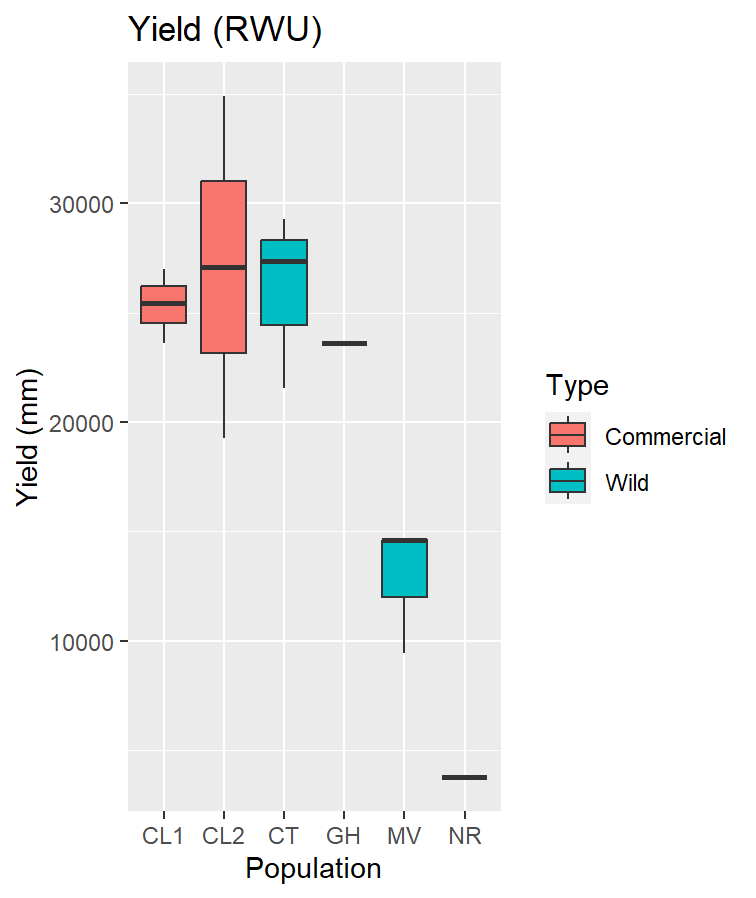 Yield (RWU)
Yield (mm)
30000
20000
10000
CL1 CL2 CT GH MV NR
Population
Type
Commercial
Wild